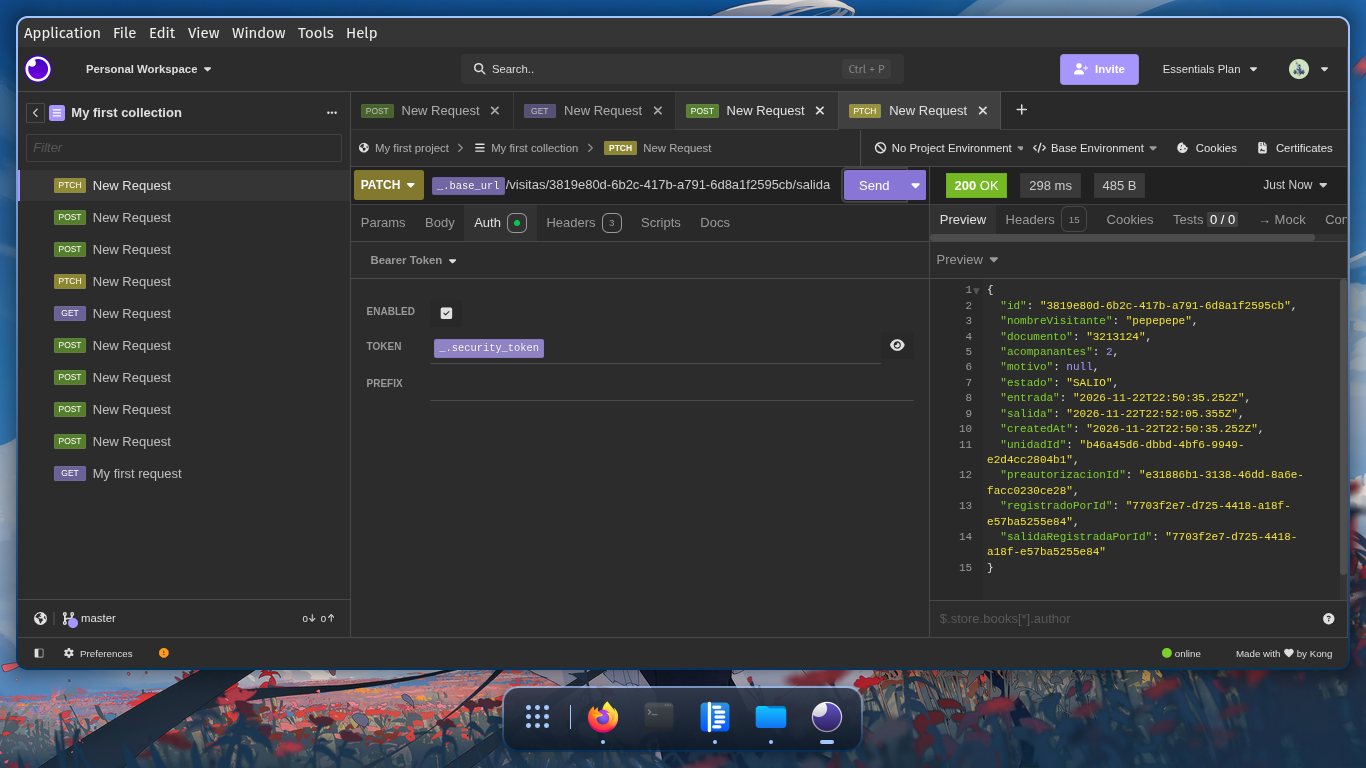 Application File Edit View Window Tools Help
Personal Workspace
Search..
Ctrl + P
Invite
Essentials Plan
My first collection
Filter
PTCH New Request
POST New Request
POST New Request
PTCH New Request
GET New Request
POST New Request
POST New Request
POST New Request
POST New Request
GET My first request
master
0 0
POST New Request
GET New Request
POST New Request
PTCH New Request
My first project
My first collection
PTCH New Request
No Project Environment
Base Environment
Cookies
Certificates
PATCH
_.base_url/visitas/3819e80d-6b2c-417b-a791-6d8a1f2595cb/salida
Send
Params Body Auth Headers 3 Scripts Docs
Bearer Token
ENABLED
TOKEN _.security_token
PREFIX
200 OK
298 ms
485 B
Just Now
Preview Headers 15 Cookies Tests 0 / 0 → Mock Cor
Preview
1 {
2 "id": "3819e80d-6b2c-417b-a791-6d8a1f2595cb",
3 "nombreVisitante": "pepepepe",
4 "documento": "3213124",
5 "acompanantes": 2,
6 "motivo": null,
7 "estado": "SALIO",
8 "entrada": "2026-11-22T22:50:35.252Z",
9 "salida": "2026-11-22T22:52:05.355Z",
10 "createdAt": "2026-11-22T22:50:35.252Z",
11 "unidadId": "b46a45d6-dbbd-4bf6-9949-
e2d4cc2804b1",
12 "preautorizacionId": "e31886b1-3138-46dd-8a6e-
facc0230ce28",
13 "registradoPorId": "7703f2e7-d725-4418-a18f-
e57ba5255e84",
14 "salidaRegistradaPorId": "7703f2e7-d725-4418-
a18f-e57ba5255e84"
15 }
$.store.books[*].author
Preferences
online
Made with ♥ by Kong